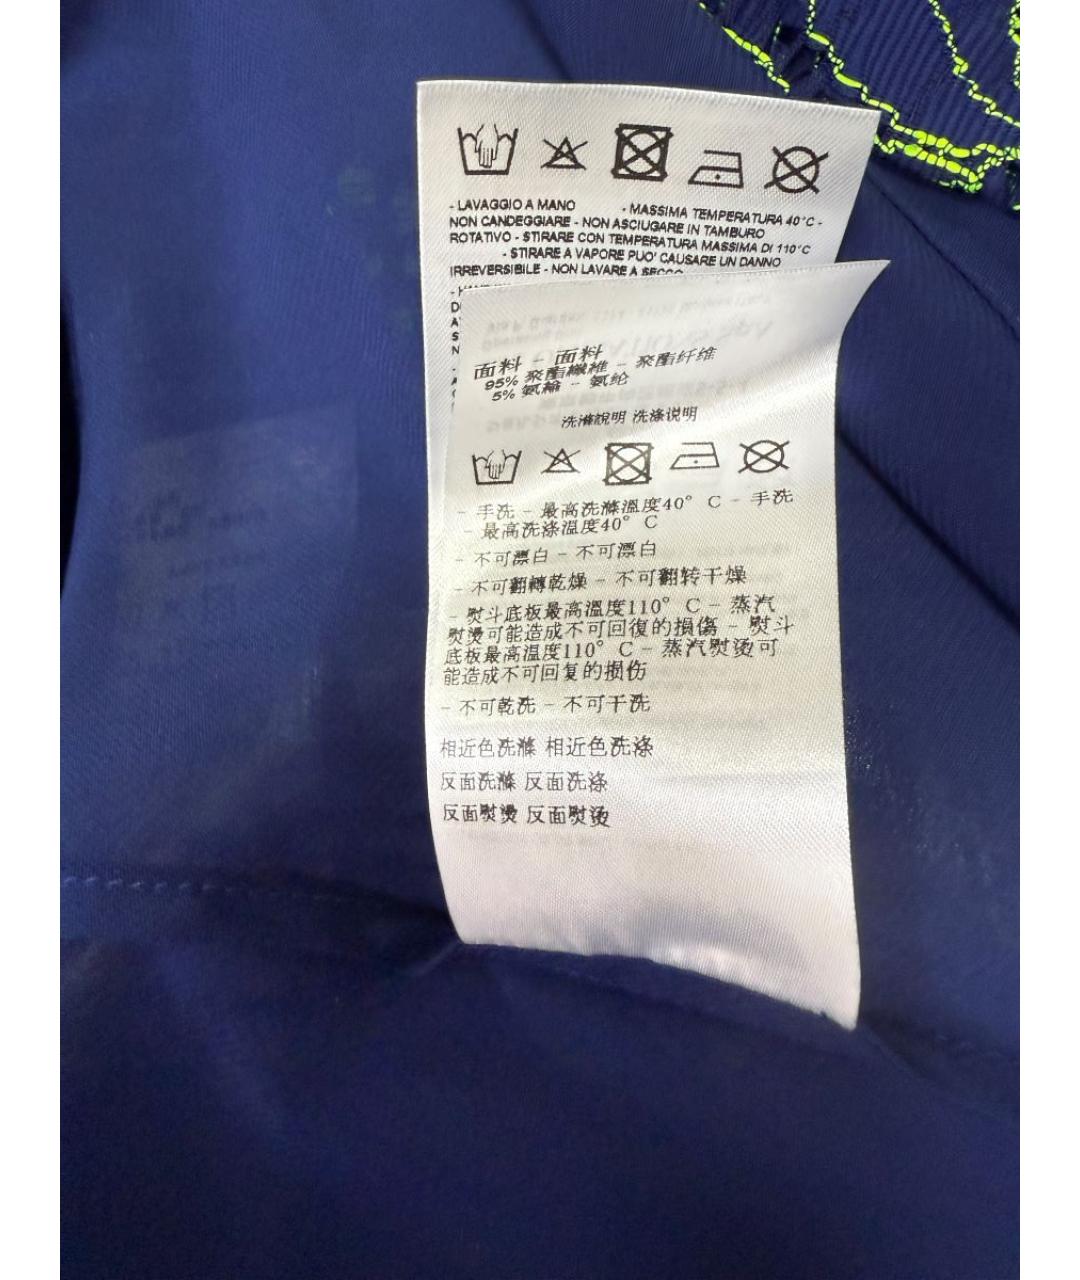 - LAVAGGIO A MANO - MASSIMA TEMPERATURA 40°C -
NON CANDEGGIARE - NON ASCIUGARE IN TAMBURO
ROTATIVO - STIRARE CON TEMPERATURA MASSIMA DI 110°C
- STIRARE A VAPORE PUO' CAUSARE UN DANNO
IRREVERSIBILE - NON LAVARE A SECCO
面料 - 面料
95% 聚酯纖維 - 聚酯纤维
5% 氨綸 - 氨纶
洗滌說明 洗涤说明
- 手洗 - 最高洗滌溫度40° C - 手洗
- 最高洗涤温度40° C
- 不可漂白 - 不可漂白
- 不可翻轉乾燥 - 不可翻转干燥
- 熨斗底板最高溫度110° C - 蒸汽
熨燙可能造成不可回復的損傷 - 熨斗
底板最高温度110° C - 蒸汽熨烫可
能造成不可回复的损伤
- 不可乾洗 - 不可干洗
相近色洗滌 相近色洗涤
反面洗滌 反面洗涤
反面熨燙 反面熨烫